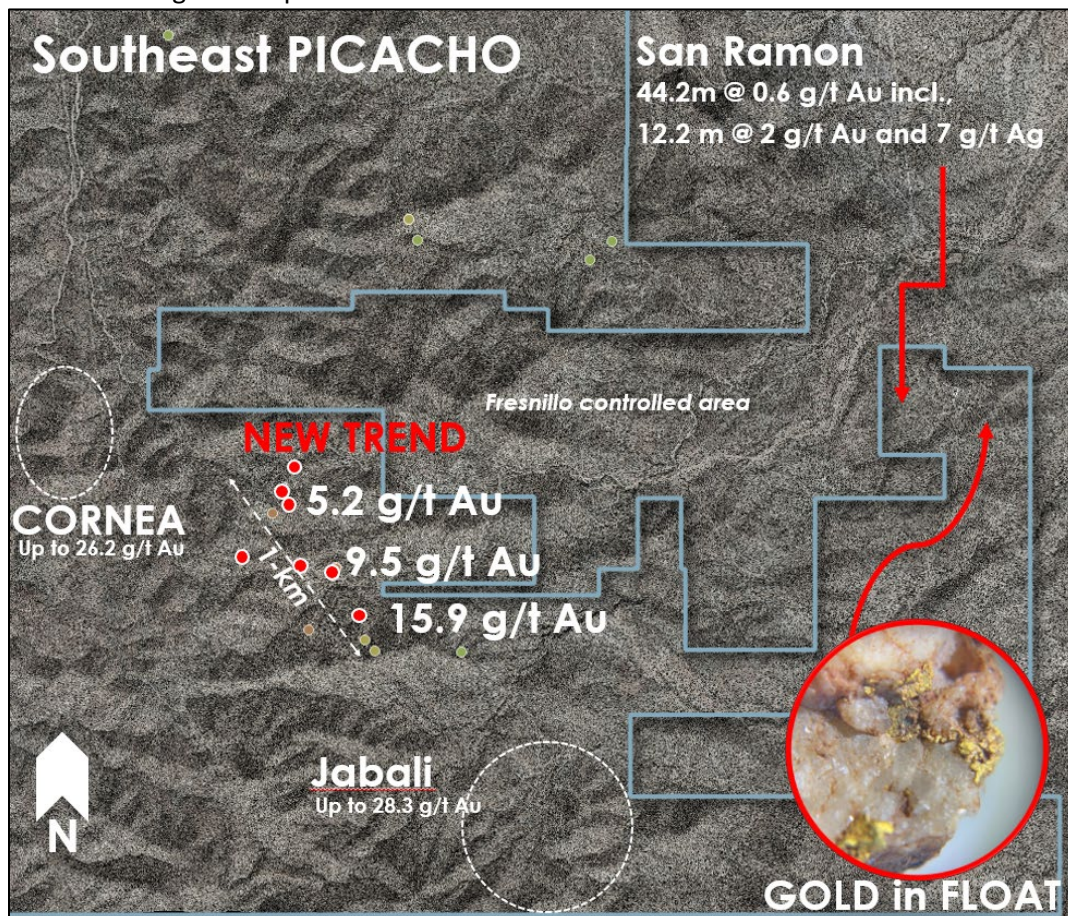 Southeast PICACHO
San Ramon
44.2m @ 0.6 g/t Au incl.,
12.2 m @ 2 g/t Au and 7 g/t Ag
Fresnillo controlled area
NEW TREND
5.2 g/t Au
CORNEA
Up to 26.2 g/t Au
1-km
9.5 g/t Au
15.9 g/t Au
Jabali
Up to 28.3 g/t Au
N
GOLD in FLOAT